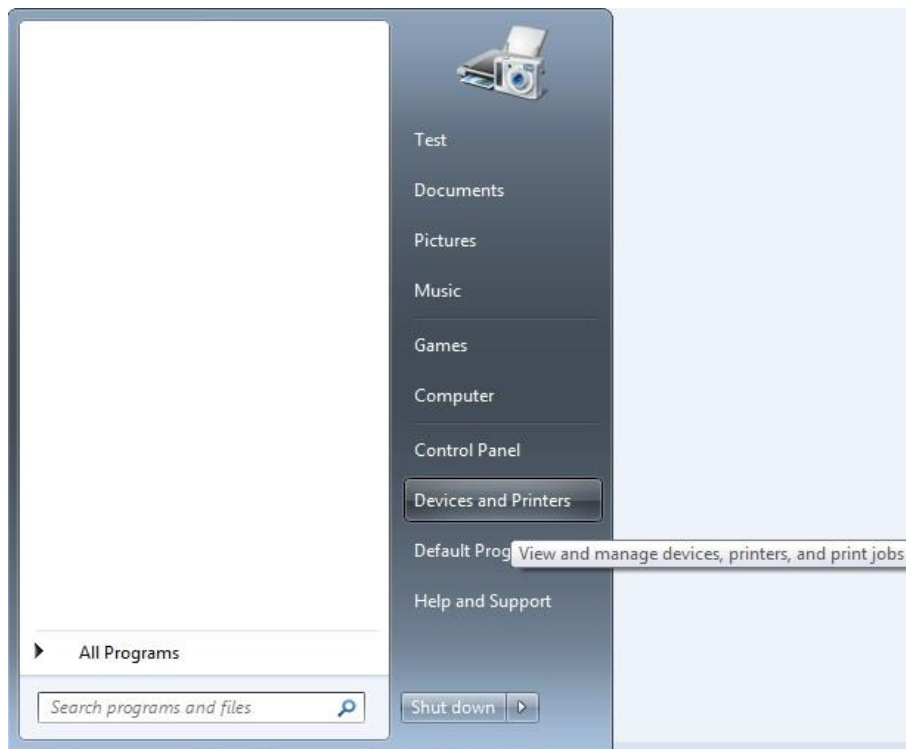 Test
Documents
Pictures
Music
Games
Computer
Control Panel
Devices and Printers
Default Prog
View and manage devices, printers, and print jobs
Help and Support
All Programs
Search programs and files
Shut down